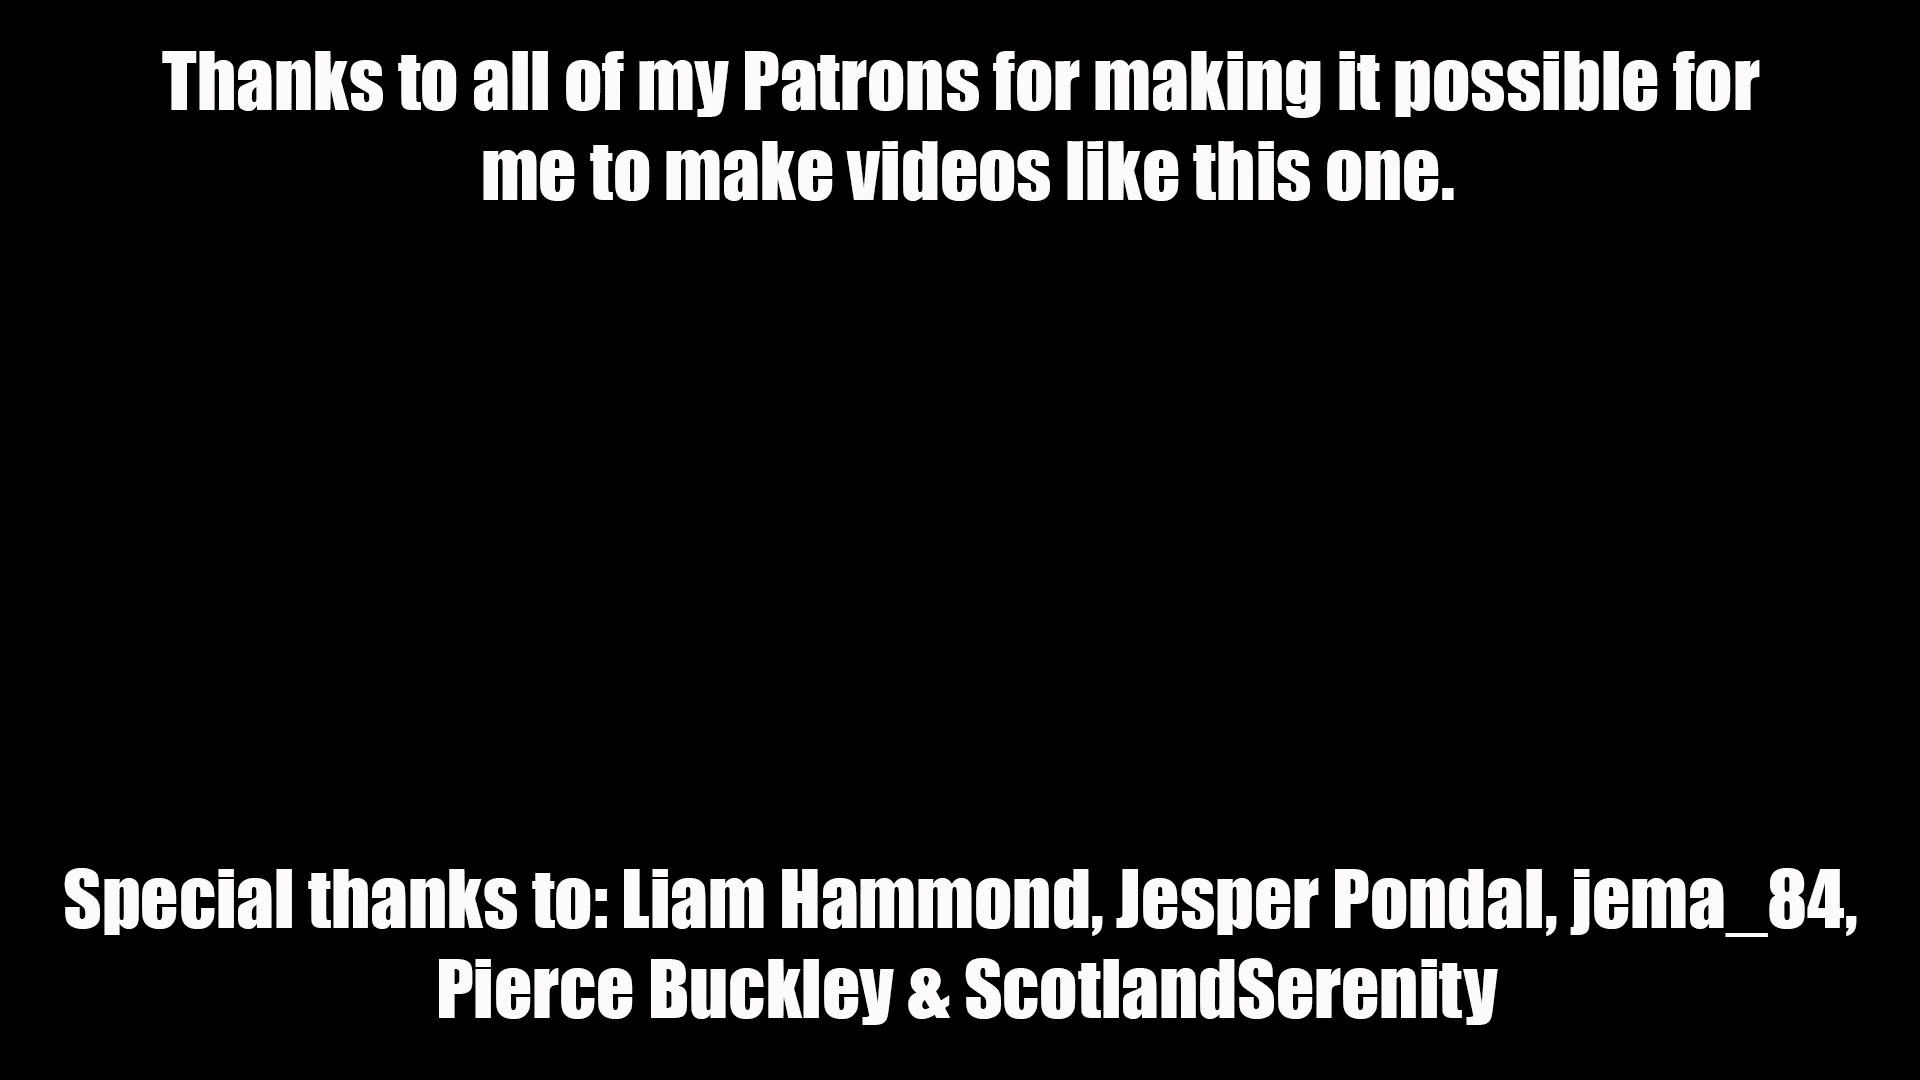 Thanks to all of my Patrons for making it possible for
me to make videos like this one.
Special thanks to: Liam Hammond, Jesper Pondal, jema_84,
Pierce Buckley & ScotlandSerenity